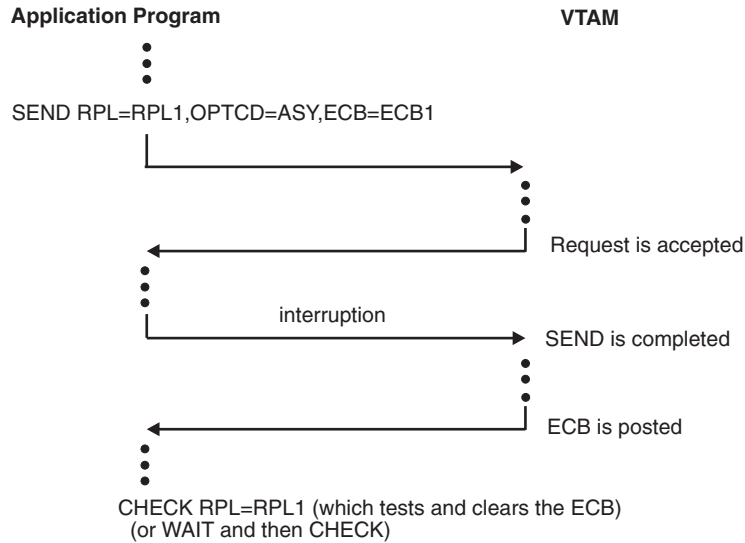 Application Program
VTAM
SEND RPL=RPL1,OPTCD=ASY,ECB=ECB1
Request is accepted
interruption
SEND is completed
ECB is posted
CHECK RPL=RPL1 (which tests and clears the ECB)
(or WAIT and then CHECK)